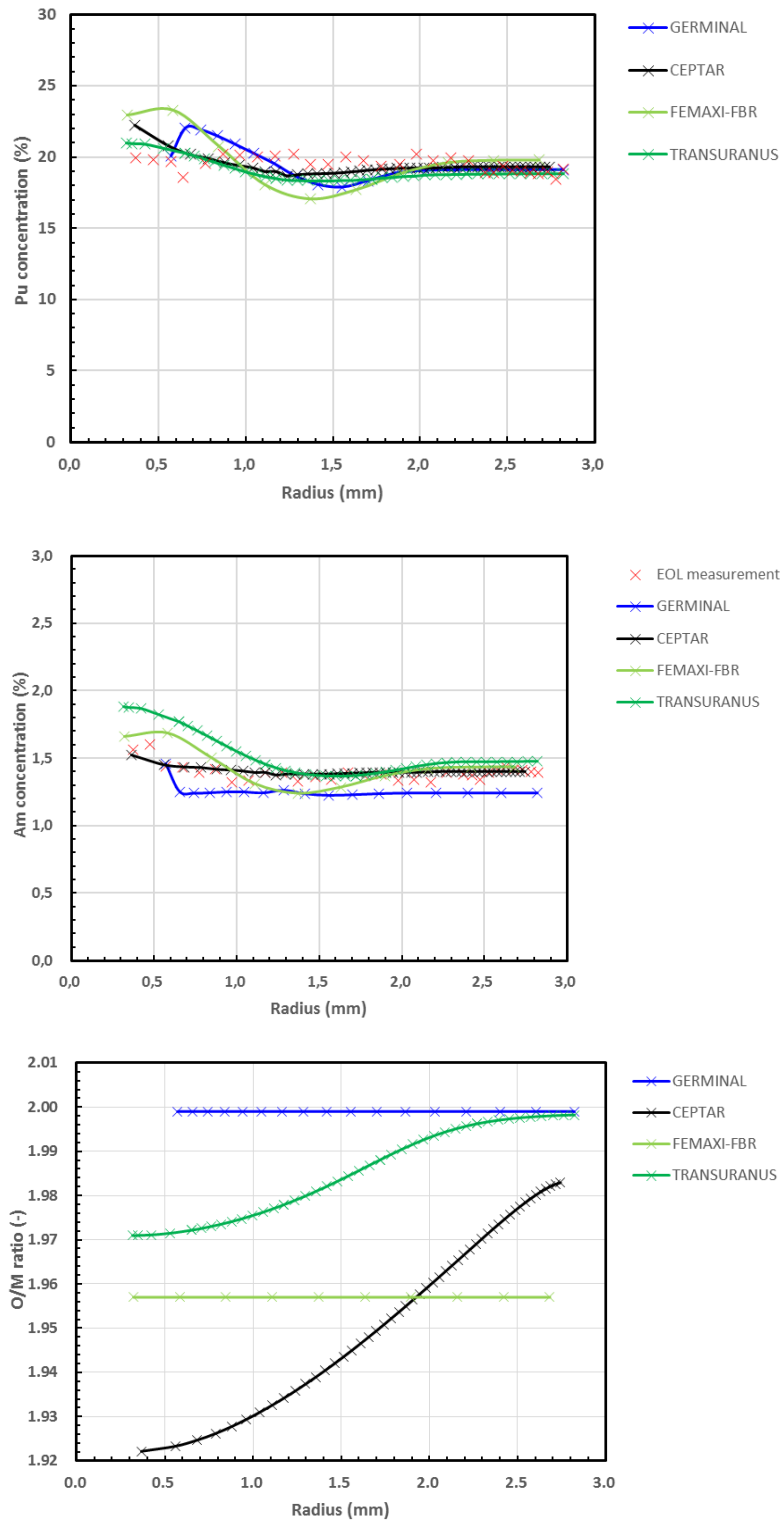 30
25
20
15
10
5
0
0,0 0,5 1,0 1,5 2,0 2,5 3,0
Pu concentration (%)
Radius (mm)
GERMINAL
CEPTAR
FEMAXI-FBR
TRANSURANUS
3,0
2,5
2,0
1,5
1,0
0,5
0,0
0,0 0,5 1,0 1,5 2,0 2,5 3,0
Am concentration (%)
Radius (mm)
EOL measurement
GERMINAL
CEPTAR
FEMAXI-FBR
TRANSURANUS
2.01
2.00
1.99
1.98
1.97
1.96
1.95
1.94
1.93
1.92
0.0 0.5 1.0 1.5 2.0 2.5 3.0
O/M ratio (-)
Radius (mm)
GERMINAL
CEPTAR
FEMAXI-FBR
TRANSURANUS